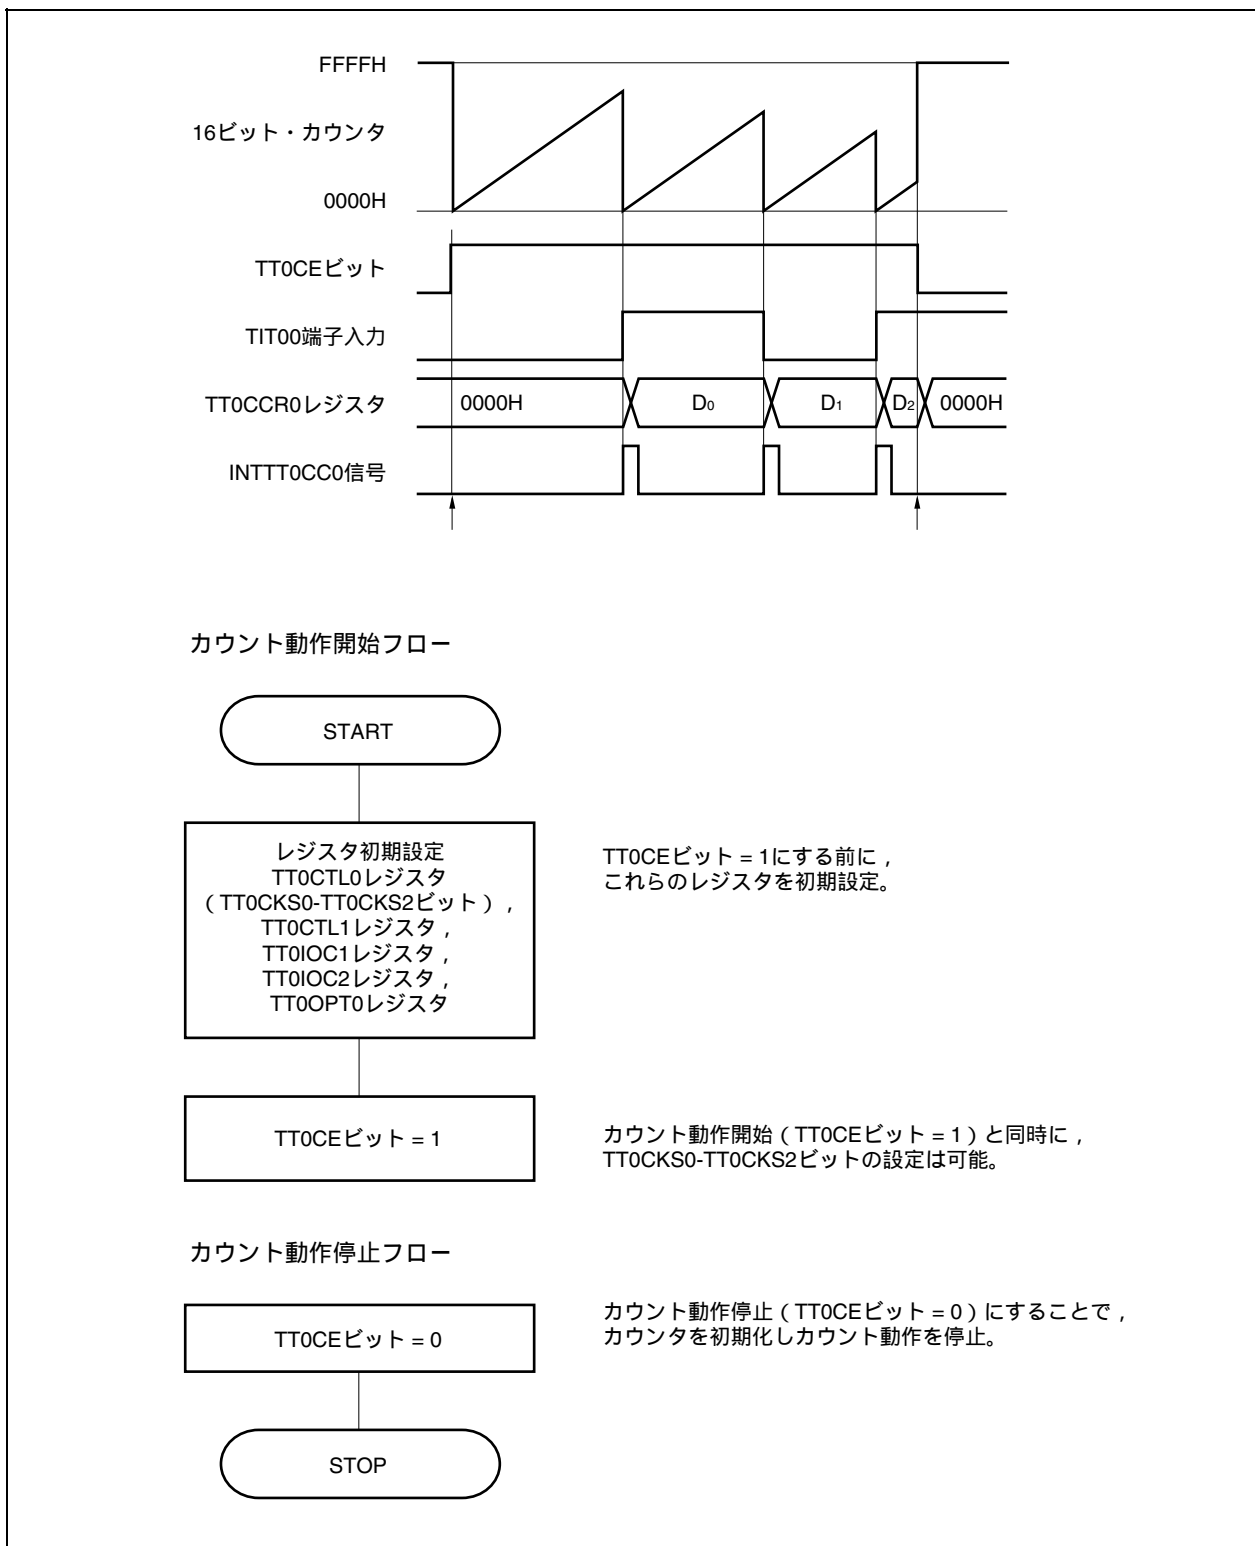 FFFFH
16ビット・カウンタ
0000H
TT0CEビット
TIT00端子入力
TT0CCR0レジスタ
0000H
D₀
D₁
D₂
0000H
INTTT0CC0信号
カウント動作開始フロー
START
レジスタ初期設定
TT0CTL0レジスタ
(TT0CKS0-TT0CKS2ビット),
TT0CTL1レジスタ,
TT0IOC1レジスタ,
TT0IOC2レジスタ,
TT0OPT0レジスタ
TT0CEビット = 1にする前に,
これらのレジスタを初期設定。
TT0CEビット = 1
カウント動作開始(TT0CEビット = 1)と同時に,
TT0CKS0-TT0CKS2ビットの設定は可能。
カウント動作停止フロー
TT0CEビット = 0
カウント動作停止(TT0CEビット = 0)にすることで,
カウンタを初期化しカウント動作を停止。
STOP